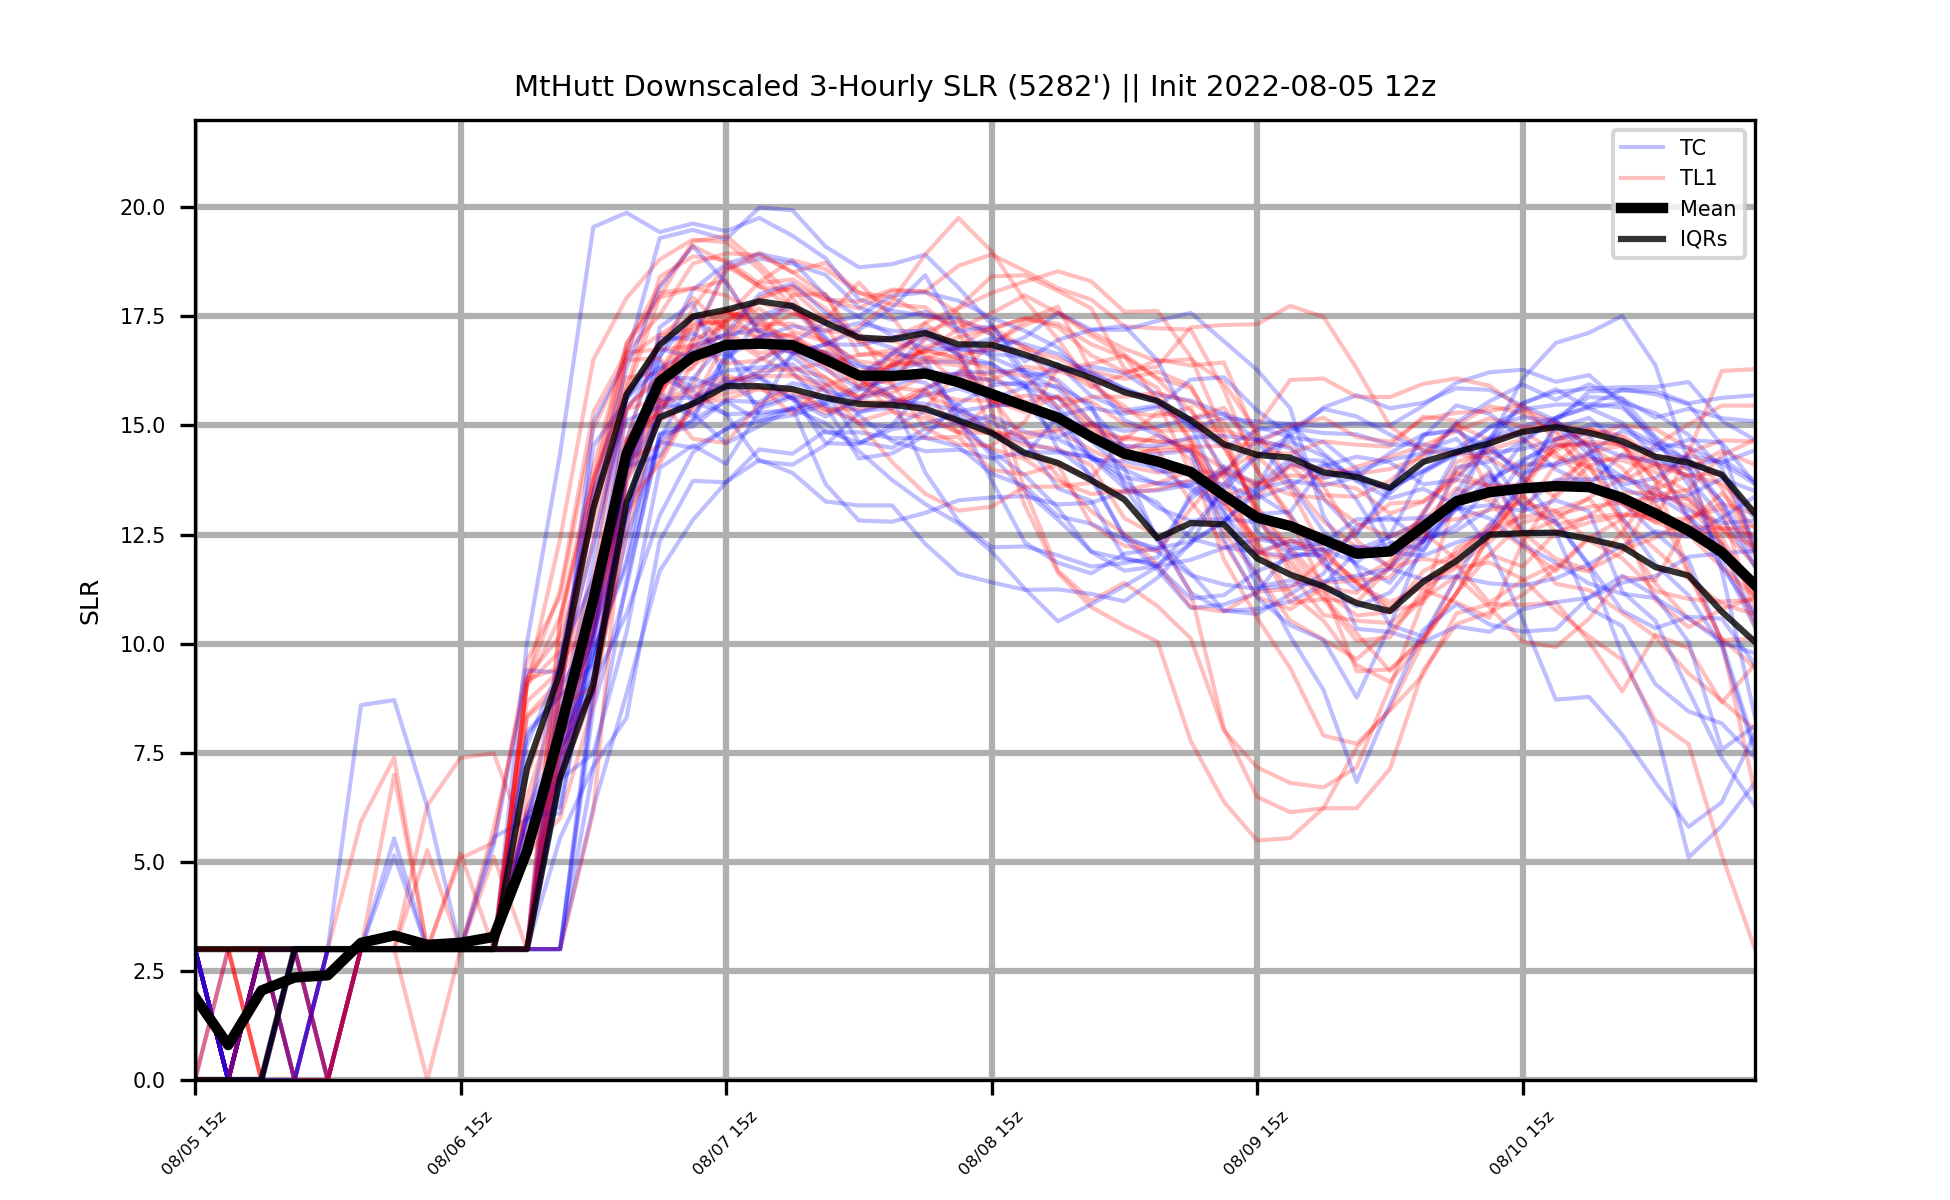 MtHutt Downscaled 3-Hourly SLR (5282') || Init 2022-08-05 12z
TC
TL1
Mean
IQRs
SLR
20.0
17.5
15.0
12.5
10.0
7.5
5.0
2.5
0.0
08/05 15z
08/06 15z
08/07 15z
08/08 15z
08/09 15z
08/10 15z